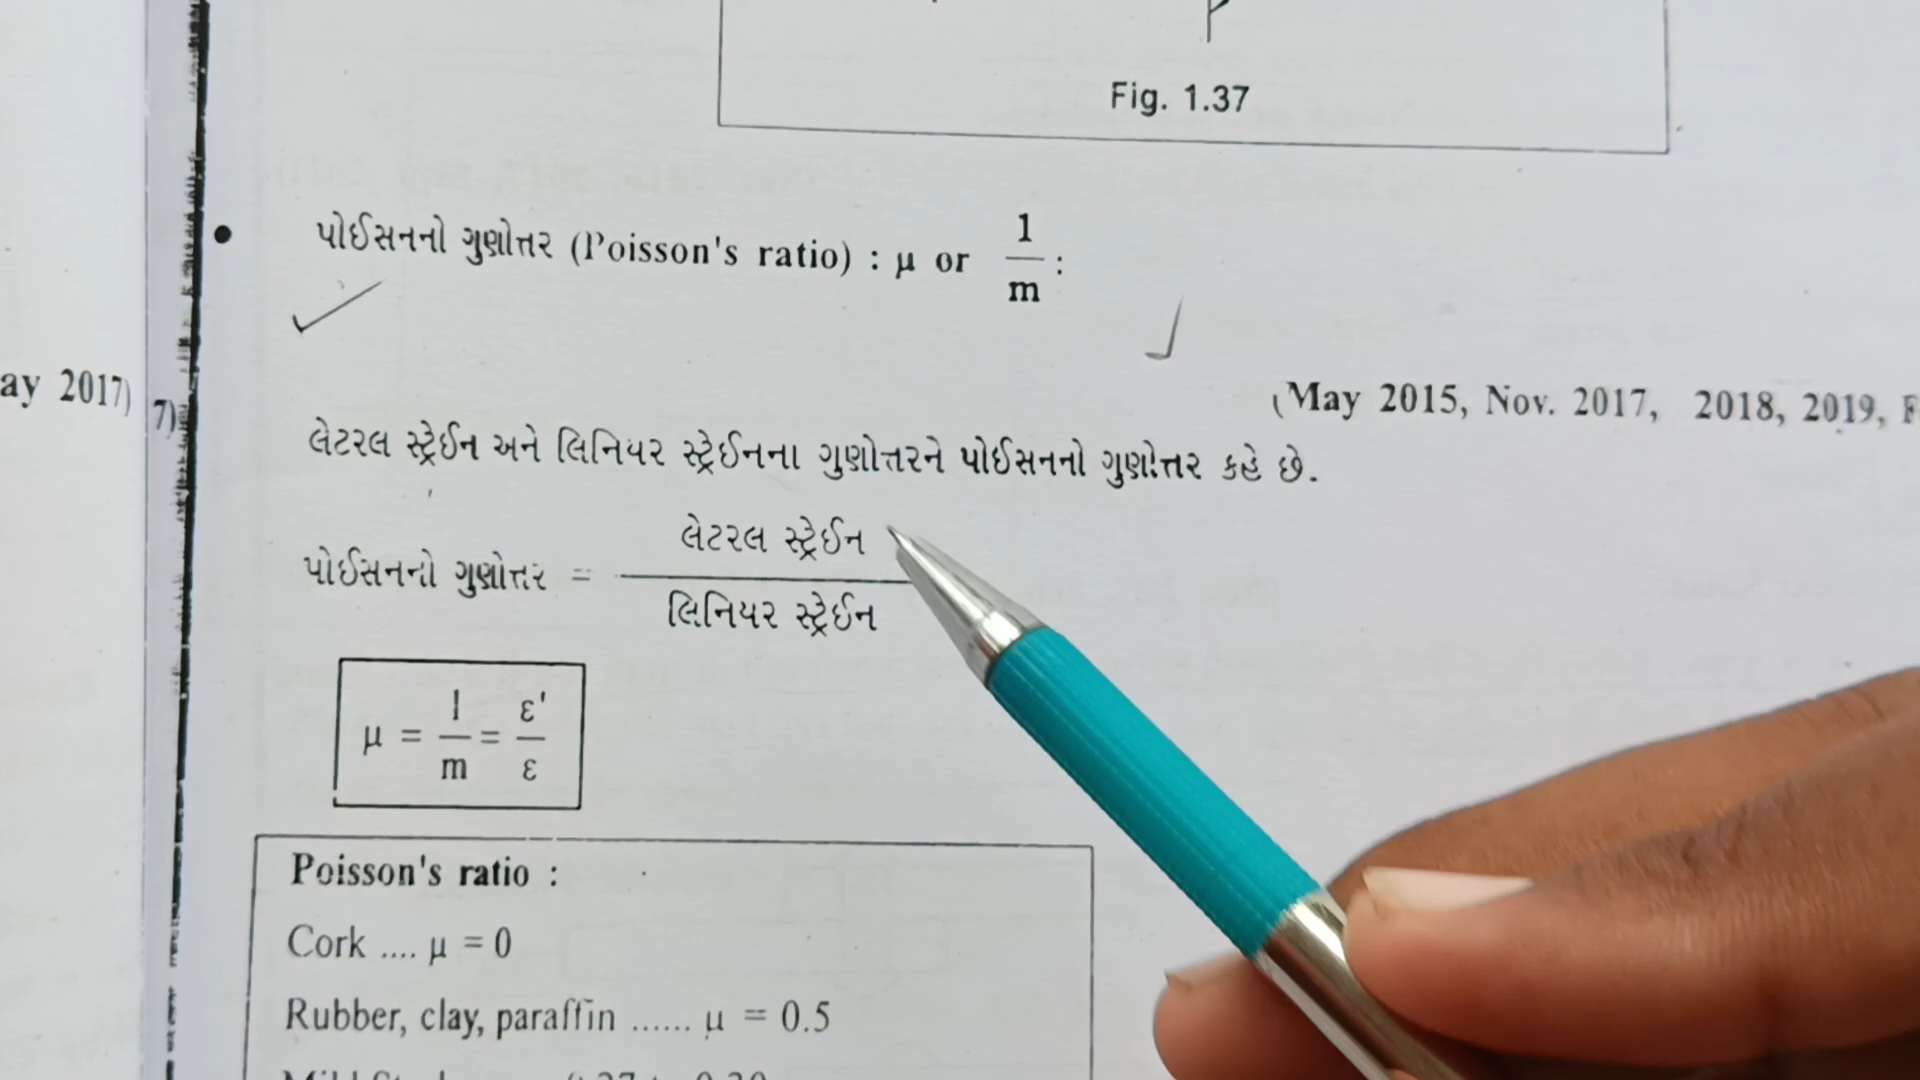 Fig. 1.37
• પોઈસનનો ગુણોત્તર (Poisson's ratio) : μ or 1/m :
ay 2017)
7)
(May 2015, Nov. 2017, 2018, 2019, F
લેટરલ સ્ટ્રેઈન અને લિનિયર સ્ટ્રેઈનના ગુણોત્તરને પોઈસનનો ગુણોત્તર કહે છે.
પોઈસનનો ગુણોત્તર = લેટરલ સ્ટ્રેઈન / લિનિયર સ્ટ્રેઈન
μ = 1/m = ε'/ε
Poisson's ratio :
Cork .... μ = 0
Rubber, clay, paraffin ...... μ = 0.5